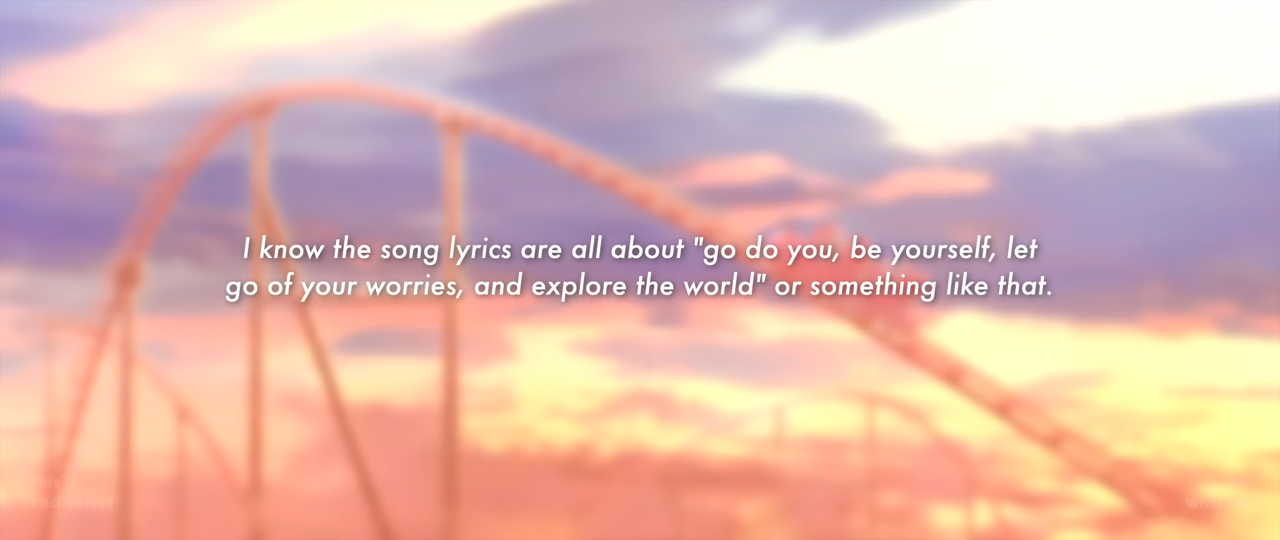 I know the song lyrics are all about "go do you, be yourself, let
go of your worries, and explore the world" or something like that.